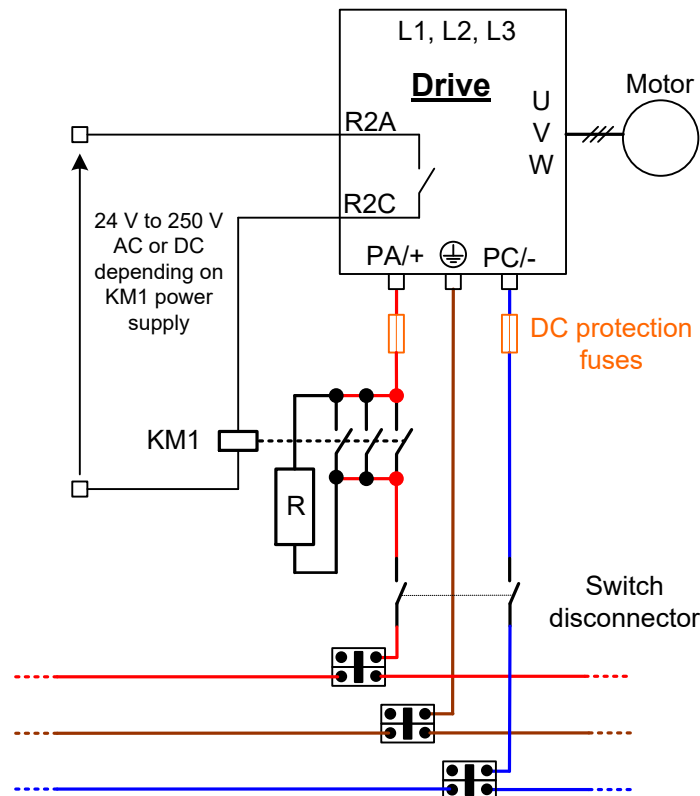 L1, L2, L3
Drive
Motor
U
V
W
R2A
R2C
24 V to 250 V
AC or DC
depending on
KM1 power
supply
PA/+
PC/-
DC protection
fuses
KM1
R
Switch
disconnector